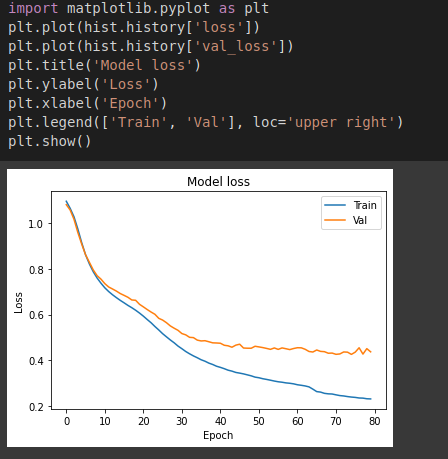 import matplotlib.pyplot as plt
plt.plot(hist.history['loss'])
plt.plot(hist.history['val_loss'])
plt.title('Model loss')
plt.ylabel('Loss')
plt.xlabel('Epoch')
plt.legend(['Train', 'Val'], loc='upper right')
plt.show()
Model loss
Train
Val
1.0
0.8
0.6
0.4
0.2
Loss
0 10 20 30 40 50 60 70 80
Epoch